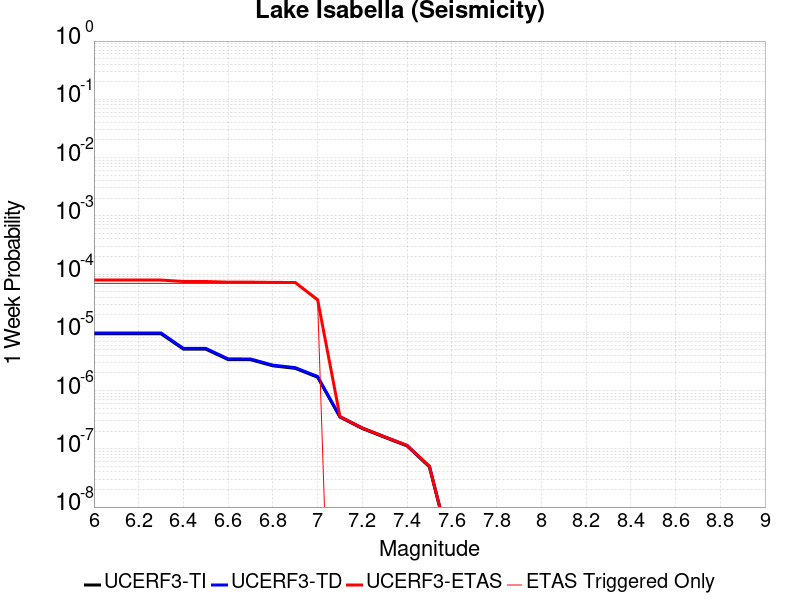 Lake Isabella (Seismicity)
10^0
10^-1
10^-2
10^-3
10^-4
10^-5
10^-6
10^-7
10^-8
1 Week Probability
6 6.2 6.4 6.6 6.8 7 7.2 7.4 7.6 7.8 8 8.2 8.4 8.6 8.8 9
Magnitude
UCERF3-TI UCERF3-TD UCERF3-ETAS ETAS Triggered Only